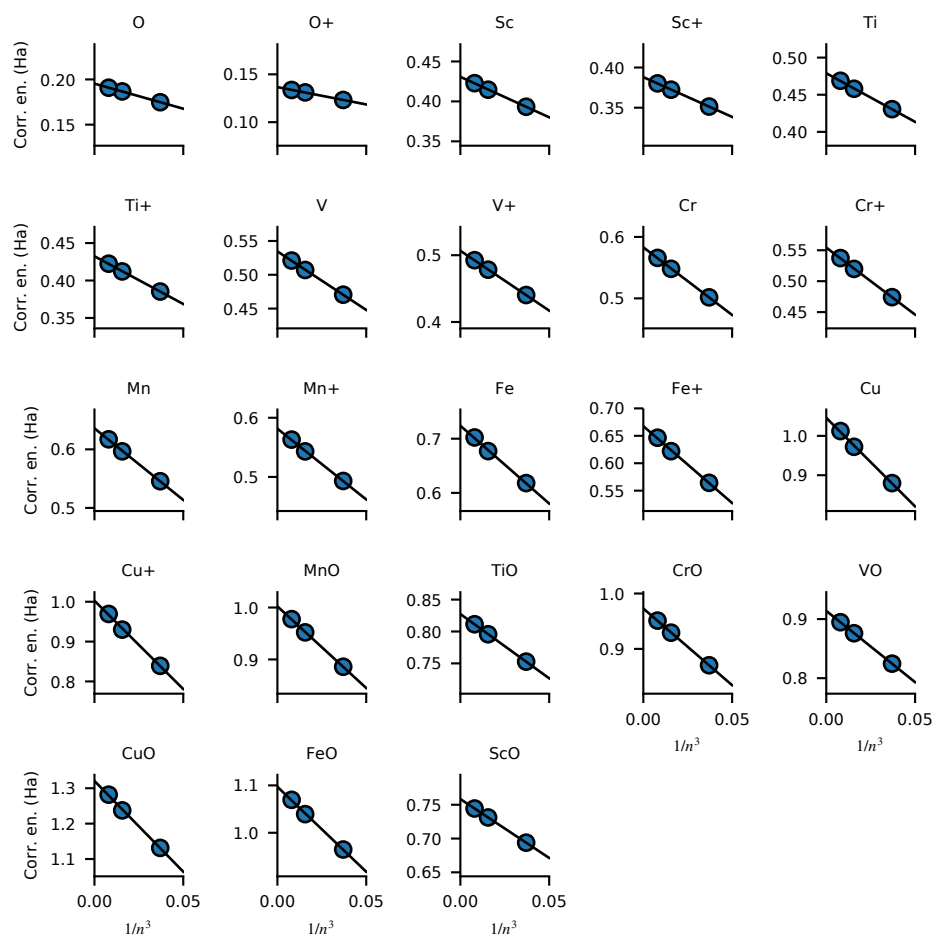 O O+ Sc Sc+ Ti
Corr. en. (Ha)
0.20 0.15 0.45 0.40 0.50
0.15 0.10 0.40 0.35 0.45
0.35 0.40
Ti+ V V+ Cr Cr+
Corr. en. (Ha)
0.45 0.55 0.5 0.6 0.55
0.40 0.50 0.4 0.5 0.50
0.35 0.45 0.45
Mn Mn+ Fe Fe+ Cu
Corr. en. (Ha)
0.6 0.6 0.7 0.70 1.0
0.5 0.5 0.6 0.65 0.9
0.60
0.55
Cu+ MnO TiO CrO VO
Corr. en. (Ha)
1.0 1.0 0.85 1.0 0.9
0.9 0.9 0.80 0.9 0.8
0.8 0.75
0.00 0.05 0.00 0.05
1/n³ 1/n³
CuO FeO ScO
Corr. en. (Ha)
1.3 1.1 0.75
1.2 1.0 0.70
1.1 0.65
0.00 0.05 0.00 0.05 0.00 0.05
1/n³ 1/n³ 1/n³